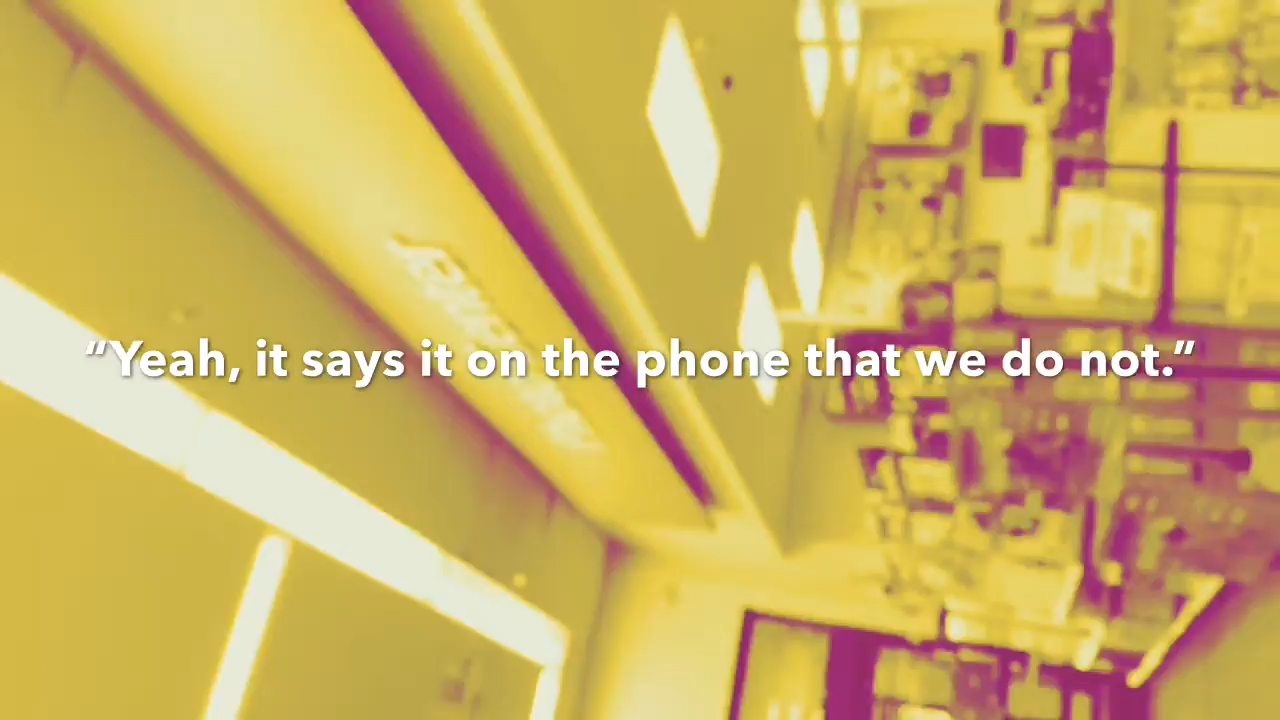 “Yeah, it says it on the phone that we do not.”